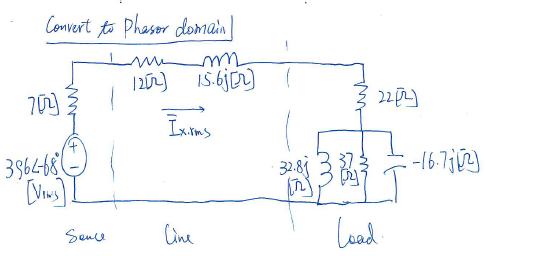 Convert to Phasor domain
12[Ω] 15.6j[Ω]
7[Ω] 22[Ω]
Ix,rms
396∠-68° 32.8j 37 -16.7j[Ω]
[Vrms] [Ω] [Ω]
+
-
Souce Line Load